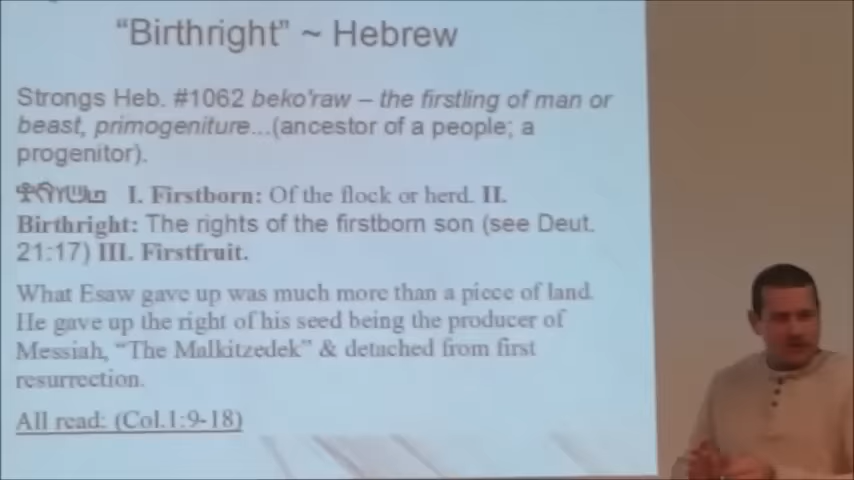 "Birthright" ~ Hebrew
Strongs Heb. #1062 beko'raw – the firstling of man or
beast, primogeniture...(ancestor of a people; a
progenitor).
I. Firstborn: Of the flock or herd. II.
Birthright: The rights of the firstborn son (see Deut.
21:17) III. Firstfruit.
What Esaw gave up was much more than a piece of land.
He gave up the right of his seed being the producer of
Messiah, “The Malkitzedek” & detached from first
resurrection.
All read: (Col.1:9-18)